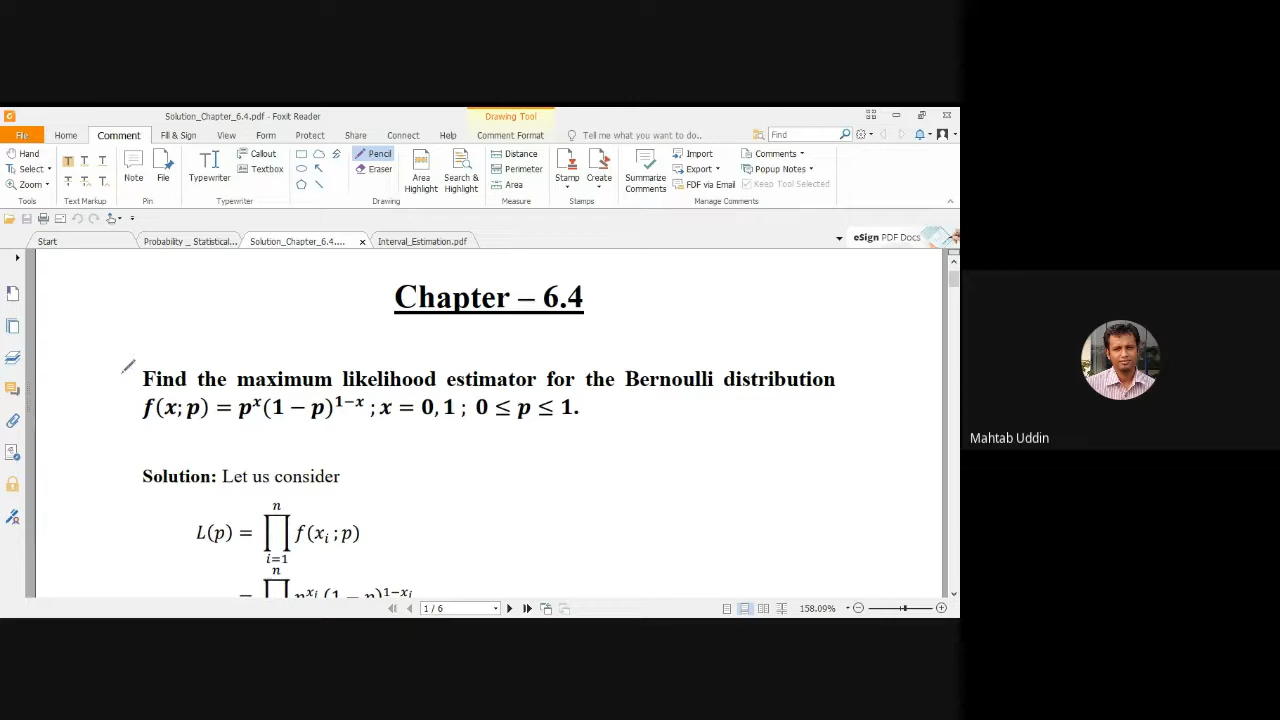 Solution_Chapter_6.4.pdf - Foxit Reader
Drawing Tool
File Home Comment Fill & Sign View Form Protect Share Connect Help Comment Format Tell me what you want to do.. Find
Hand
Select
Zoom
Tools
Text Markup
Note
File
Pin
Typewriter
Callout
Textbox
Typewriter
Pencil
Eraser
Area Highlight
Search & Highlight
Drawing
Distance
Perimeter
Area
Measure
Stamp
Create
Stamps
Summarize Comments
Import
Export
FDF via Email
Comments
Popup Notes
Keep Tool Selected
Manage Comments
Start Probability _ Statistical... Solution_Chapter_6.4.... Interval_Estimation.pdf eSign PDF Docs
Chapter – 6.4
Find the maximum likelihood estimator for the Bernoulli distribution
f(x; p) = p^x(1 − p)^{1−x} ; x = 0, 1 ; 0 ≤ p ≤ 1.
Solution: Let us consider
L(p) = ∏_{i=1}^{n} f(x_i ; p)
= ∏^{n} p^{x_i} (1 − p)^{1−x_i}
1 / 6
158.09%
Mahtab Uddin